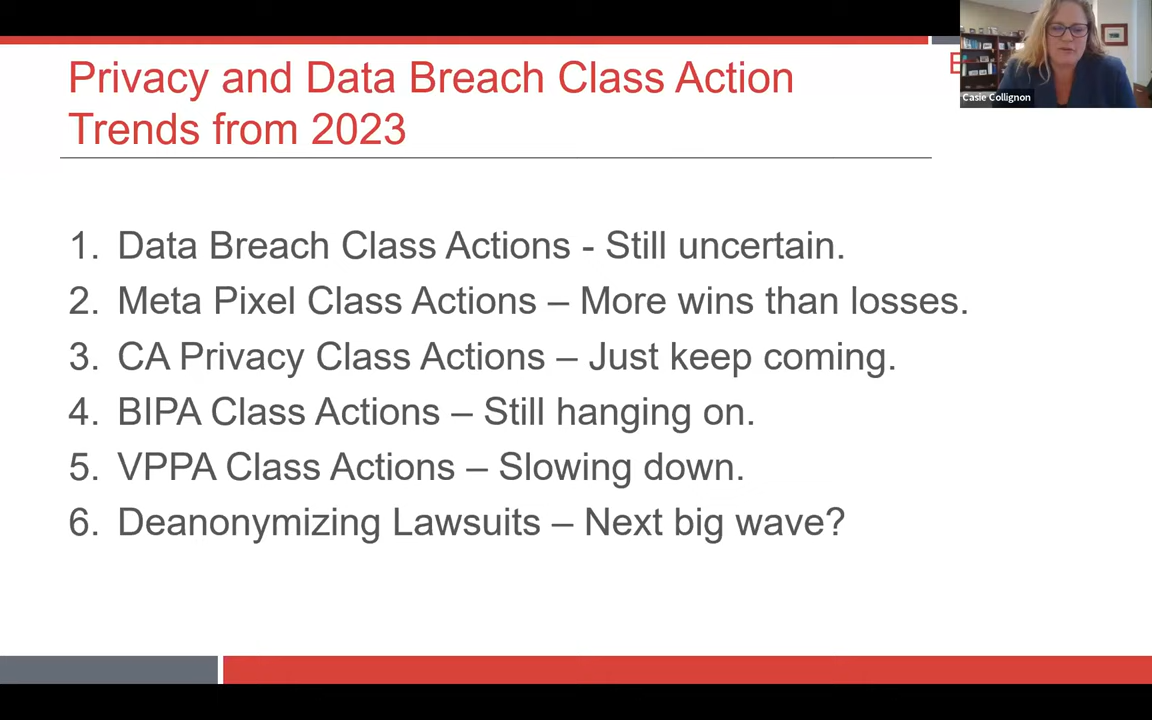 Privacy and Data Breach Class Action
Trends from 2023
Casie Collignon
1. Data Breach Class Actions - Still uncertain.
2. Meta Pixel Class Actions – More wins than losses.
3. CA Privacy Class Actions – Just keep coming.
4. BIPA Class Actions – Still hanging on.
5. VPPA Class Actions – Slowing down.
6. Deanonymizing Lawsuits – Next big wave?